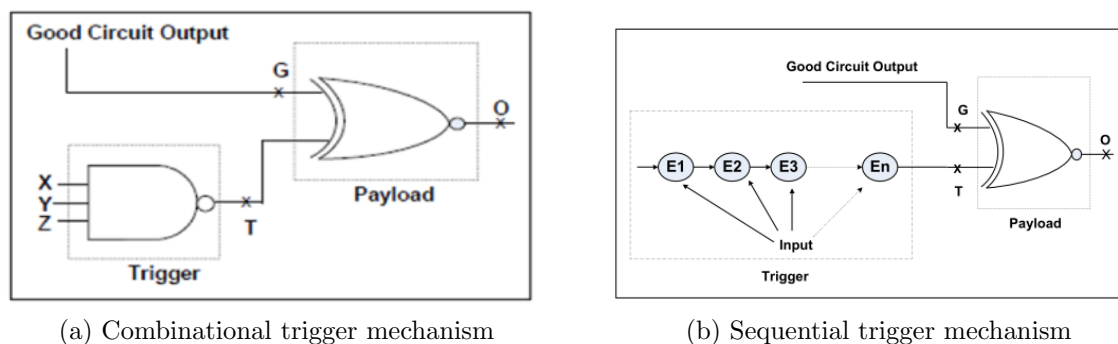 Good Circuit Output
G
O
Payload
X
Y
Z
T
Trigger
(a) Combinational trigger mechanism
Good Circuit Output
G
O
E1
E2
E3
En
T
Input
Payload
Trigger
(b) Sequential trigger mechanism